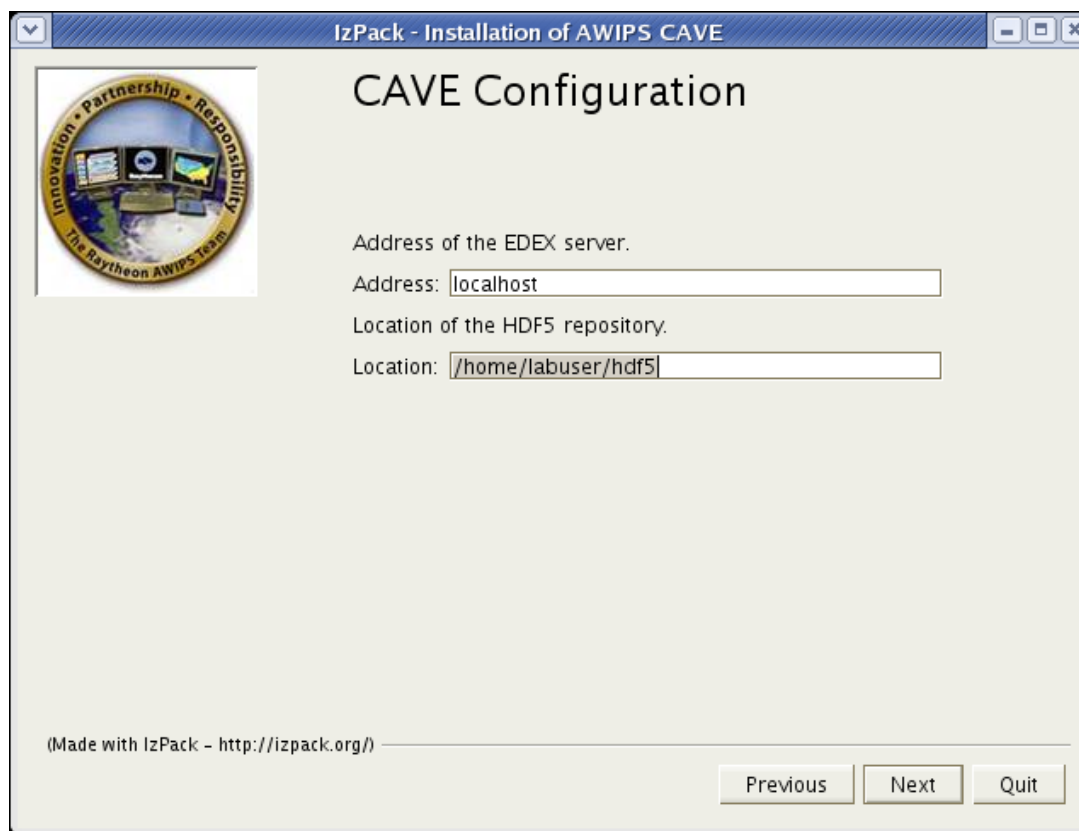 IzPack - Installation of AWIPS CAVE
Innovation • Partnership • Responsibility
The Raytheon AWIPS Team
CAVE Configuration
Address of the EDEX server.
Address: localhost
Location of the HDF5 repository.
Location: /home/labuser/hdf5
(Made with IzPack - http://izpack.org/)
Previous Next Quit